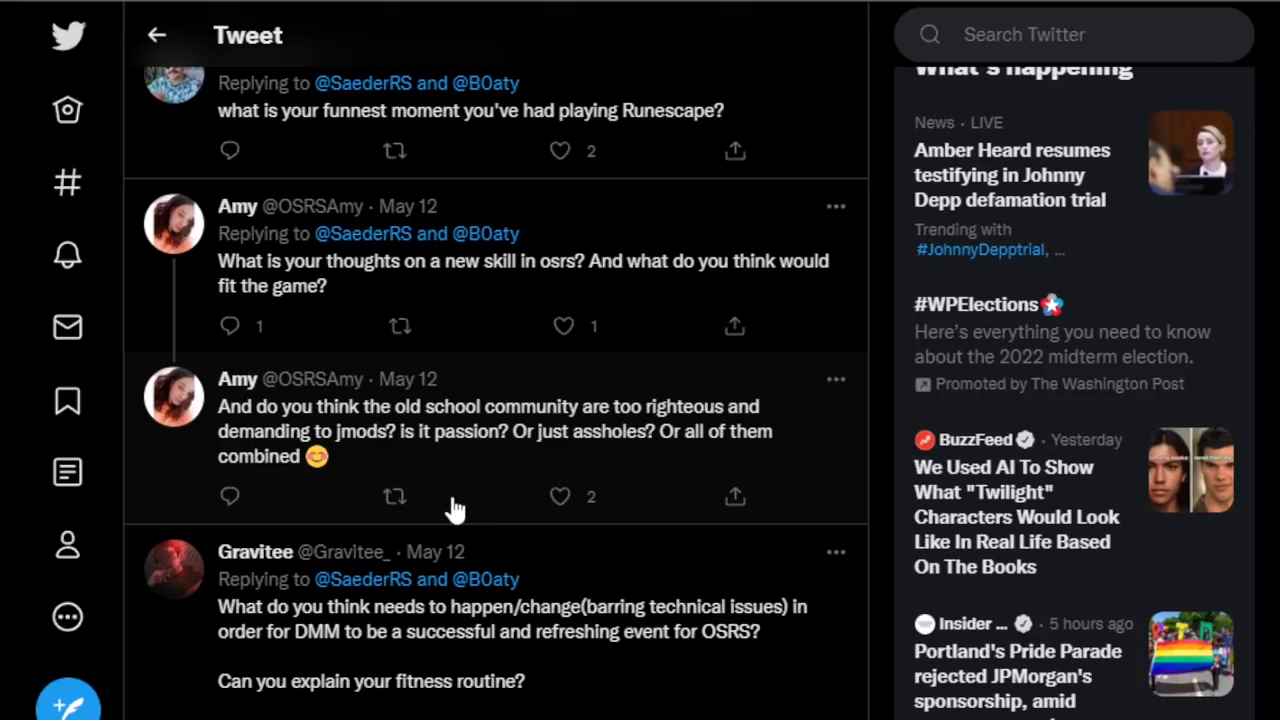 Tweet
Search Twitter
Replying to @SaederRS and @B0aty
what is your funnest moment you've had playing Runescape?
2
Amy @OSRSAmy · May 12
Replying to @SaederRS and @B0aty
What is your thoughts on a new skill in osrs? And what do you think would
fit the game?
1 1
Amy @OSRSAmy · May 12
And do you think the old school community are too righteous and
demanding to jmods? is it passion? Or just assholes? Or all of them
combined 😊
2
Gravitee @Gravitee_ · May 12
Replying to @SaederRS and @B0aty
What do you think needs to happen/change(barring technical issues) in
order for DMM to be a successful and refreshing event for OSRS?
Can you explain your fitness routine?
What's happening
News · LIVE
Amber Heard resumes
testifying in Johnny
Depp defamation trial
Trending with
#JohnnyDepptrial, ...
#WPElections
Here's everything you need to know
about the 2022 midterm election.
Promoted by The Washington Post
BuzzFeed · Yesterday
We Used AI To Show
What "Twilight"
Characters Would Look
Like In Real Life Based
On The Books
Insider ... · 5 hours ago
Portland's Pride Parade
rejected JPMorgan's
sponsorship, amid